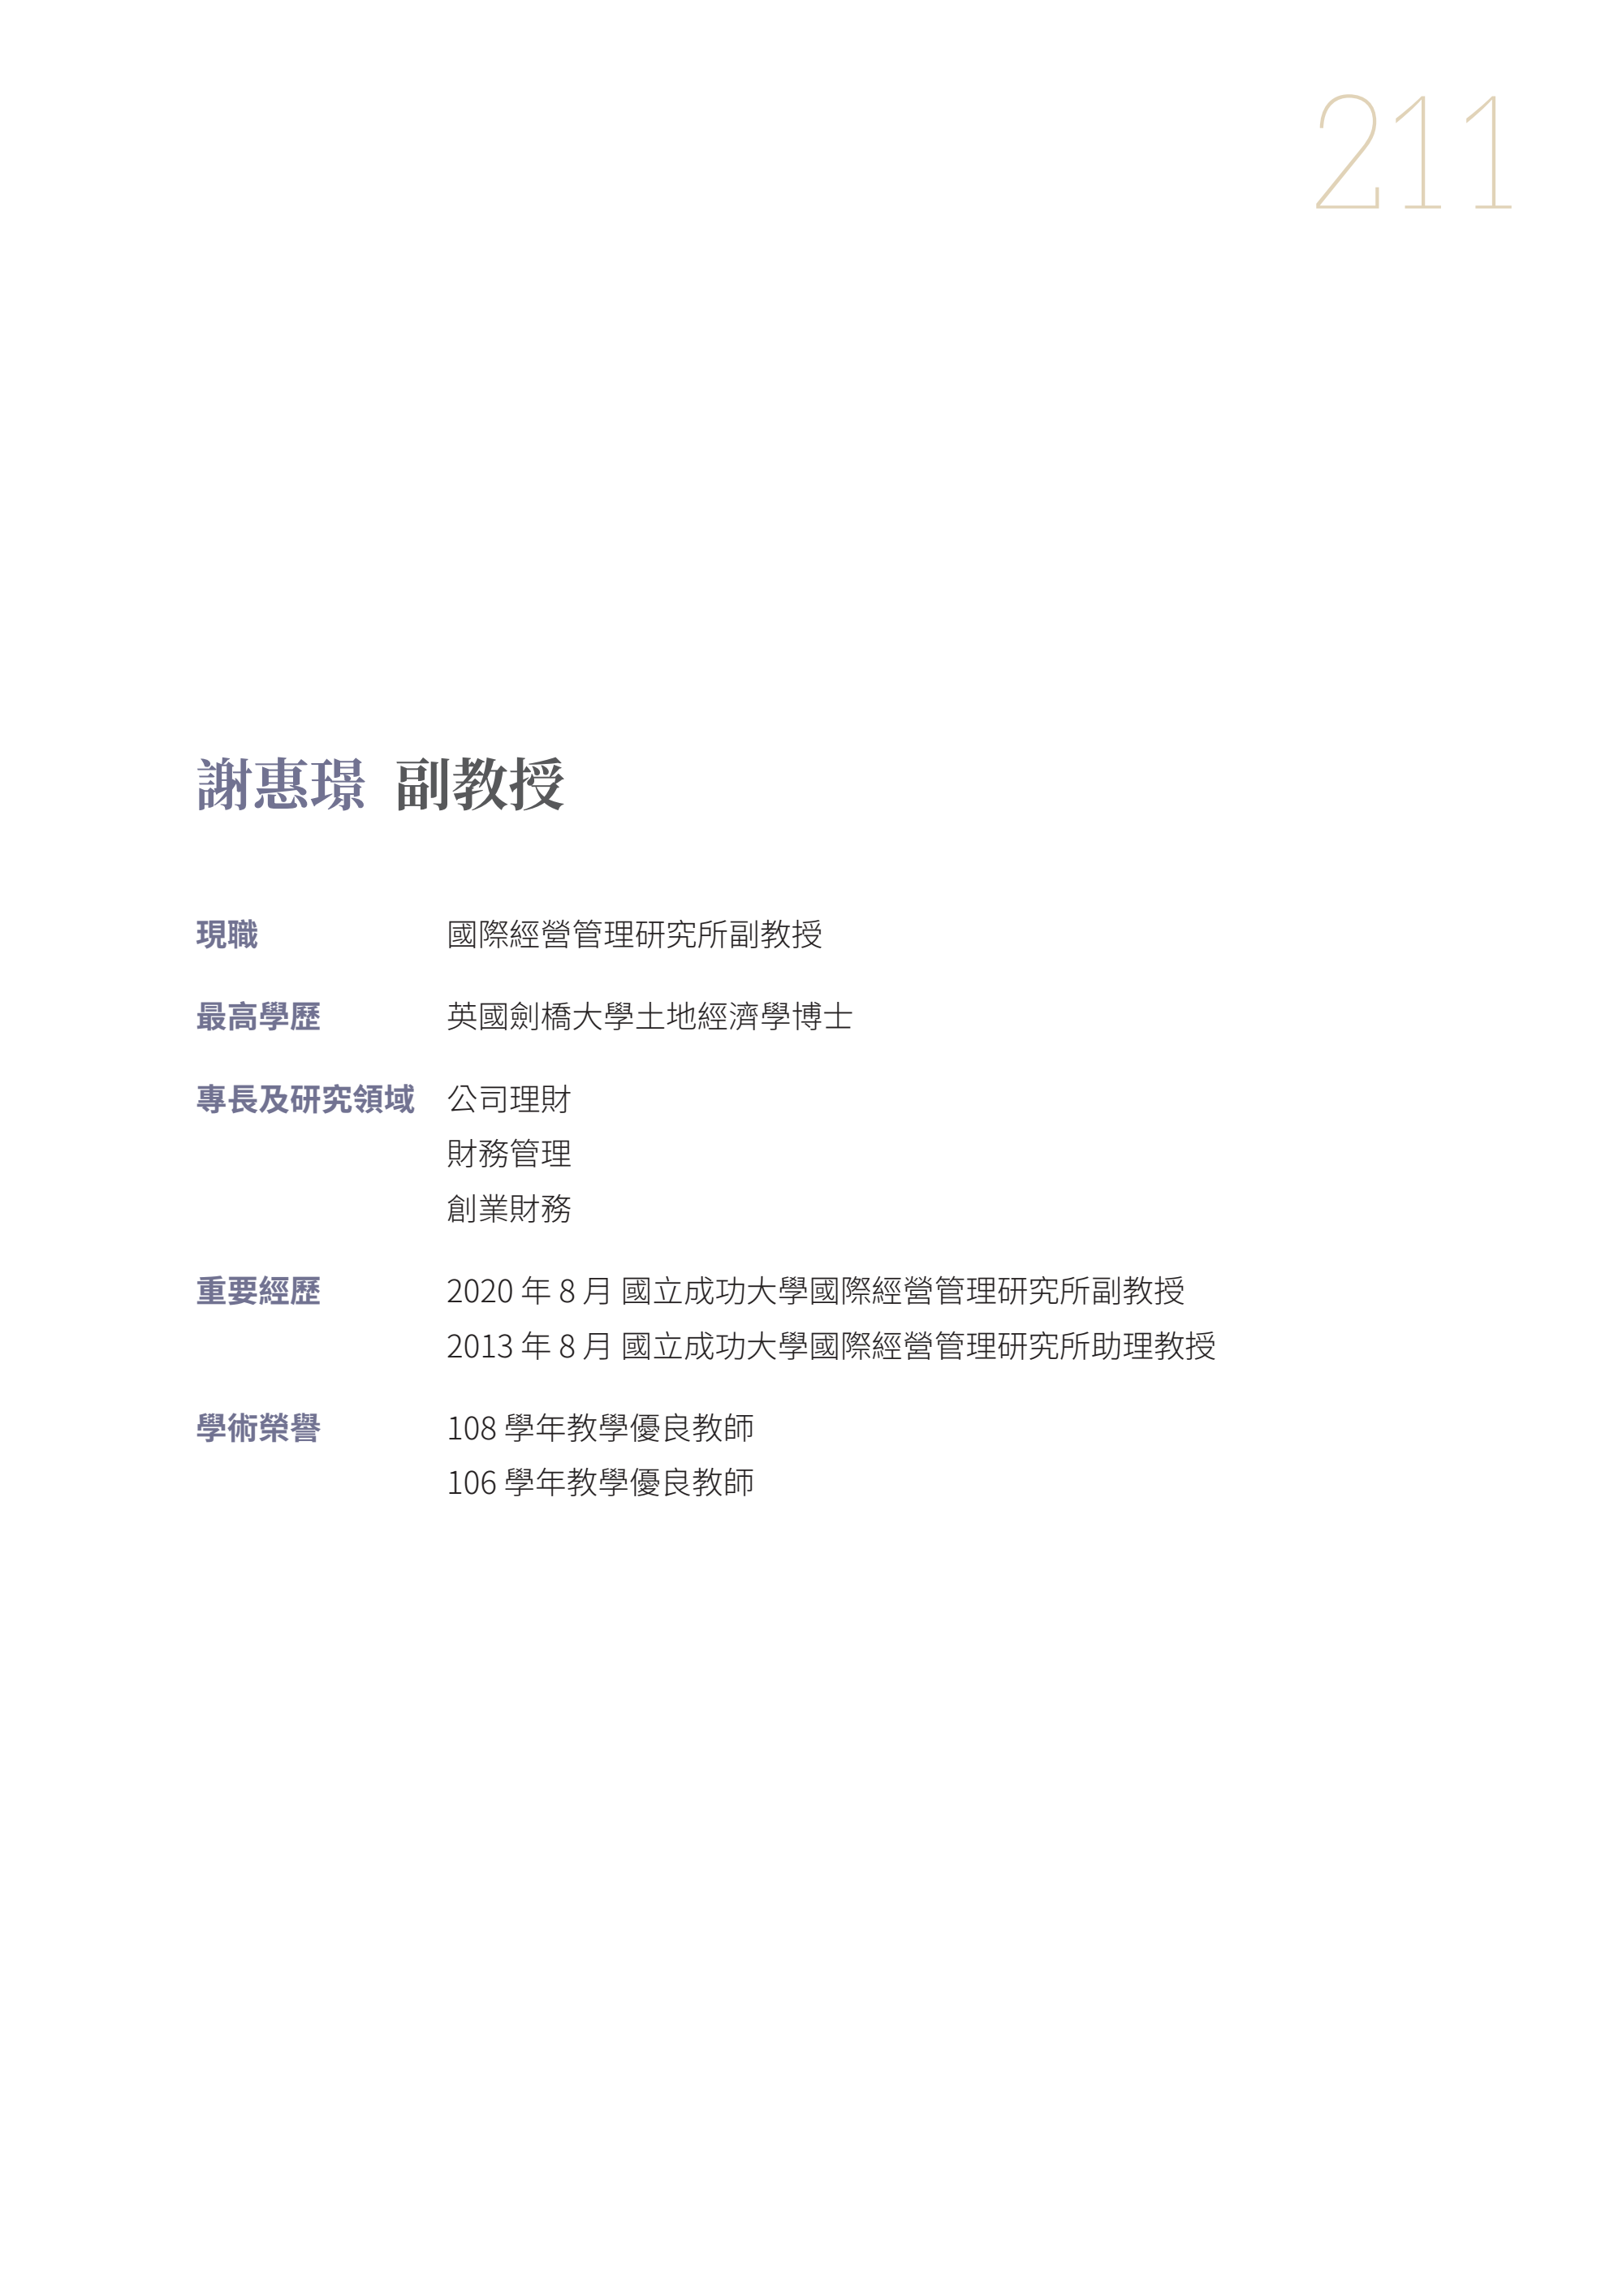 211
謝惠璟 副教授
現職 國際經營管理研究所副教授
最高學歷 英國劍橋大學土地經濟學博士
專長及研究領域 公司理財
財務管理
創業財務
重要經歷 2020 年 8 月 國立成功大學國際經營管理研究所副教授
2013 年 8 月 國立成功大學國際經營管理研究所助理教授
學術榮譽 108 學年教學優良教師
106 學年教學優良教師